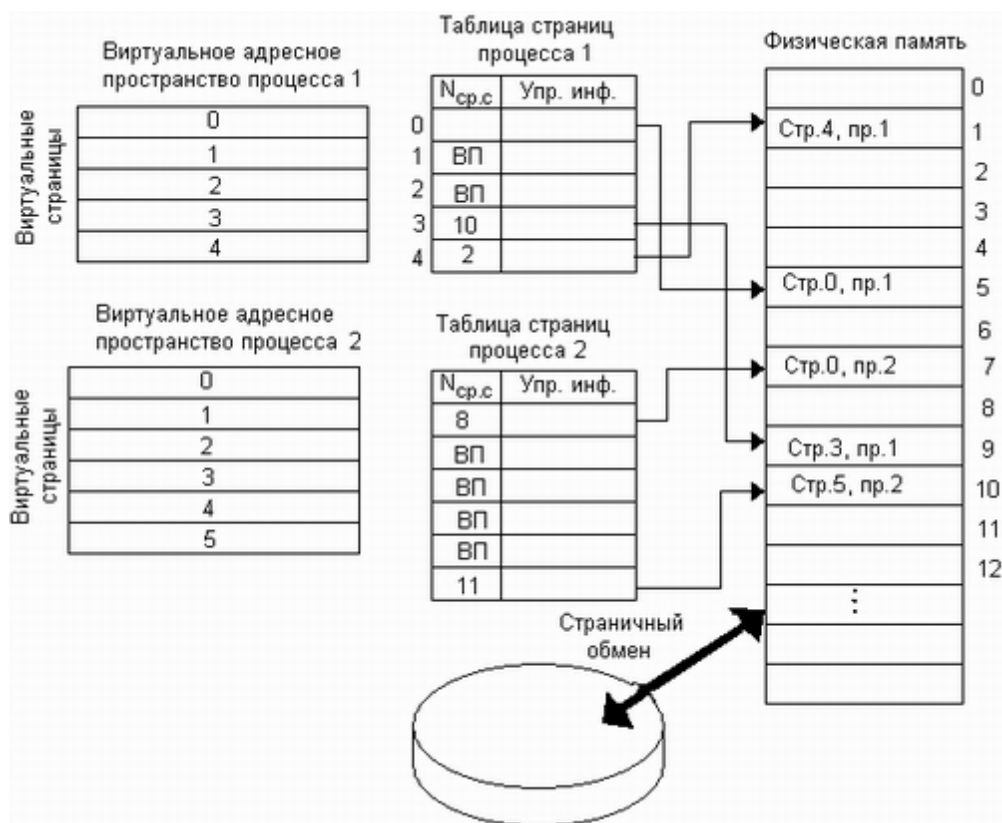 Виртуальное адресное
пространство процесса 1
Виртуальные
страницы
0
1
2
3
4
Таблица страниц
процесса 1
Nср.с Упр. инф.
0
1 ВП
2 ВП
3 10
4 2
Физическая память
0
Стр.4, пр.1 1
2
3
4
Стр.0, пр.1 5
6
Стр.0, пр.2 7
8
Стр.3, пр.1 9
Стр.5, пр.2 10
11
12
⋮
Виртуальное адресное
пространство процесса 2
Виртуальные
страницы
0
1
2
3
4
5
Таблица страниц
процесса 2
Nср.с Упр. инф.
8
ВП
ВП
ВП
ВП
11
Страничный
обмен